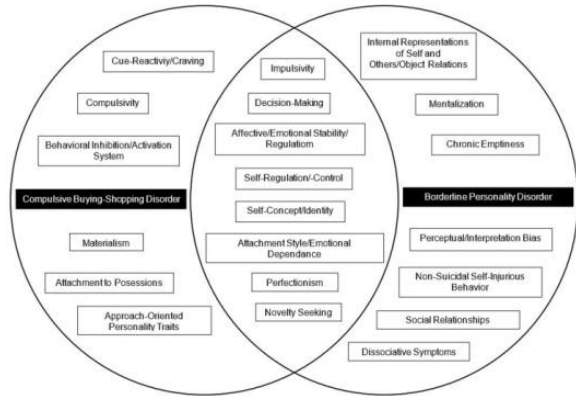 Cue-Reactiviy/Craving
Compulsivity
Behavioral Inhibition/Activation
System
Compulsive Buying-Shopping Disorder
Materialism
Attachment to Posessions
Approach-Oriented
Personality Traits
Impulsivity
Decision-Making
Affective/Emotional Stability/
Regulatiom
Self-Regulation/-Control
Self-Concept/Identity
Attachment Style/Emotional
Dependance
Perfectionism
Novelty Seeking
Internal Representations
of Self and
Others/Object Relations
Mentalization
Chronic Emptiness
Borderline Personality Disorder
Perceptual/Interpretation Bias
Non-Suicidal Self-Injurious
Behavior
Social Relationships
Dissociative Symptoms